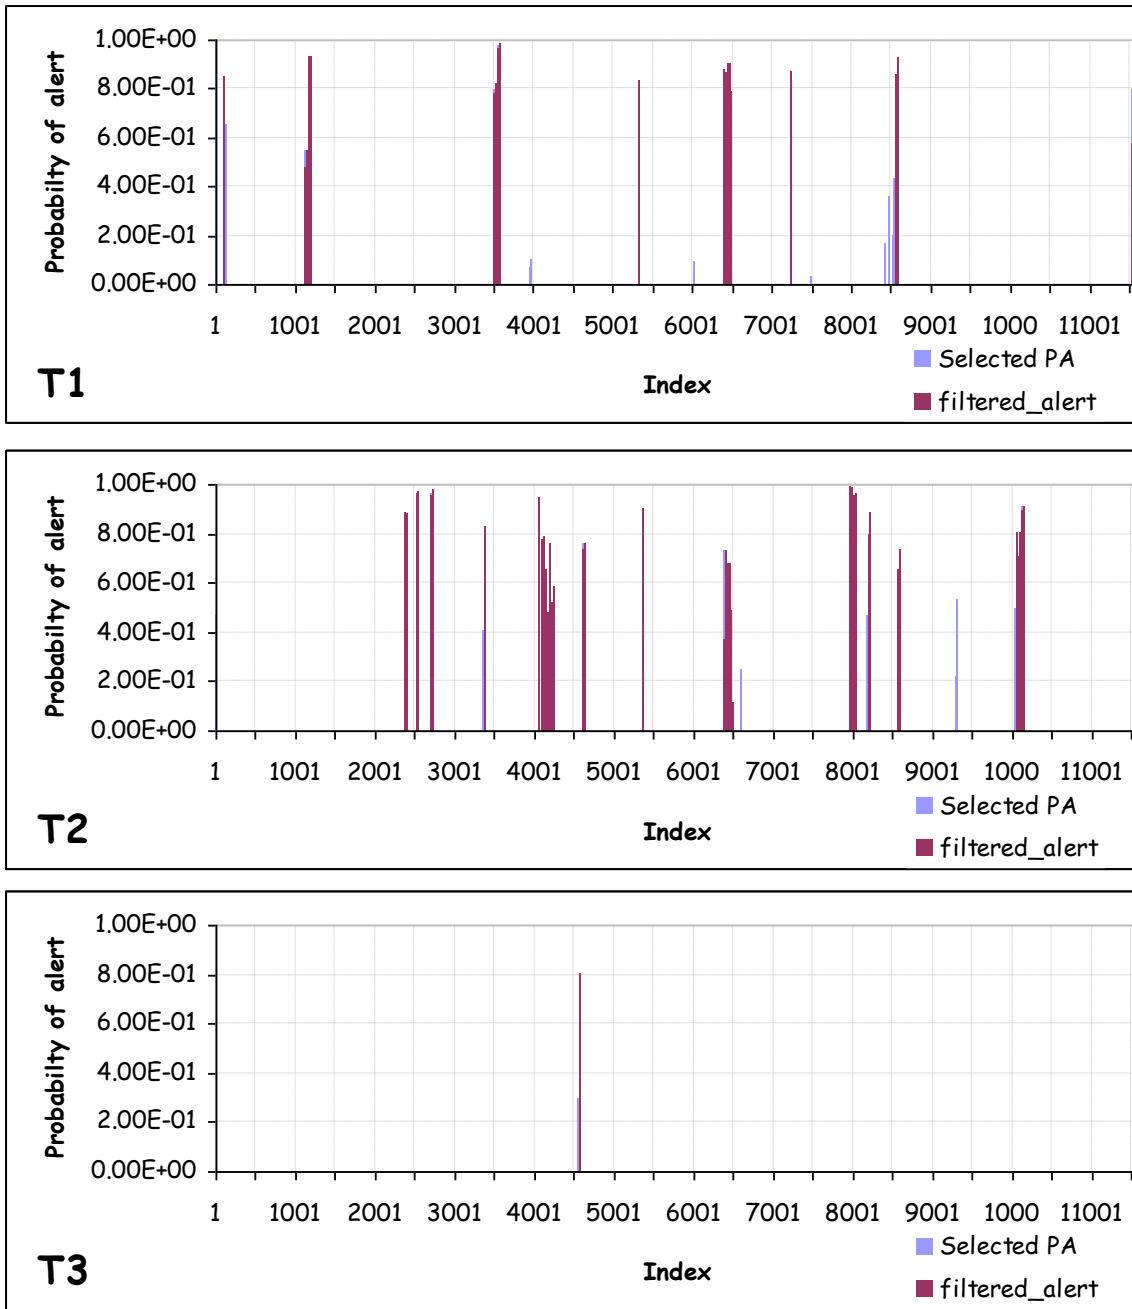 1.00E+00
8.00E-01
6.00E-01
4.00E-01
2.00E-01
0.00E+00
Probabilty of alert
1 1001 2001 3001 4001 5001 6001 7001 8001 9001 1000 11001
Selected PA
T1 Index
filtered_alert
1.00E+00
8.00E-01
6.00E-01
4.00E-01
2.00E-01
0.00E+00
Probabilty of alert
1 1001 2001 3001 4001 5001 6001 7001 8001 9001 1000 11001
Selected PA
T2 Index
filtered_alert
1.00E+00
8.00E-01
6.00E-01
4.00E-01
2.00E-01
0.00E+00
Probabilty of alert
1 1001 2001 3001 4001 5001 6001 7001 8001 9001 1000 11001
Selected PA
T3 Index
filtered_alert